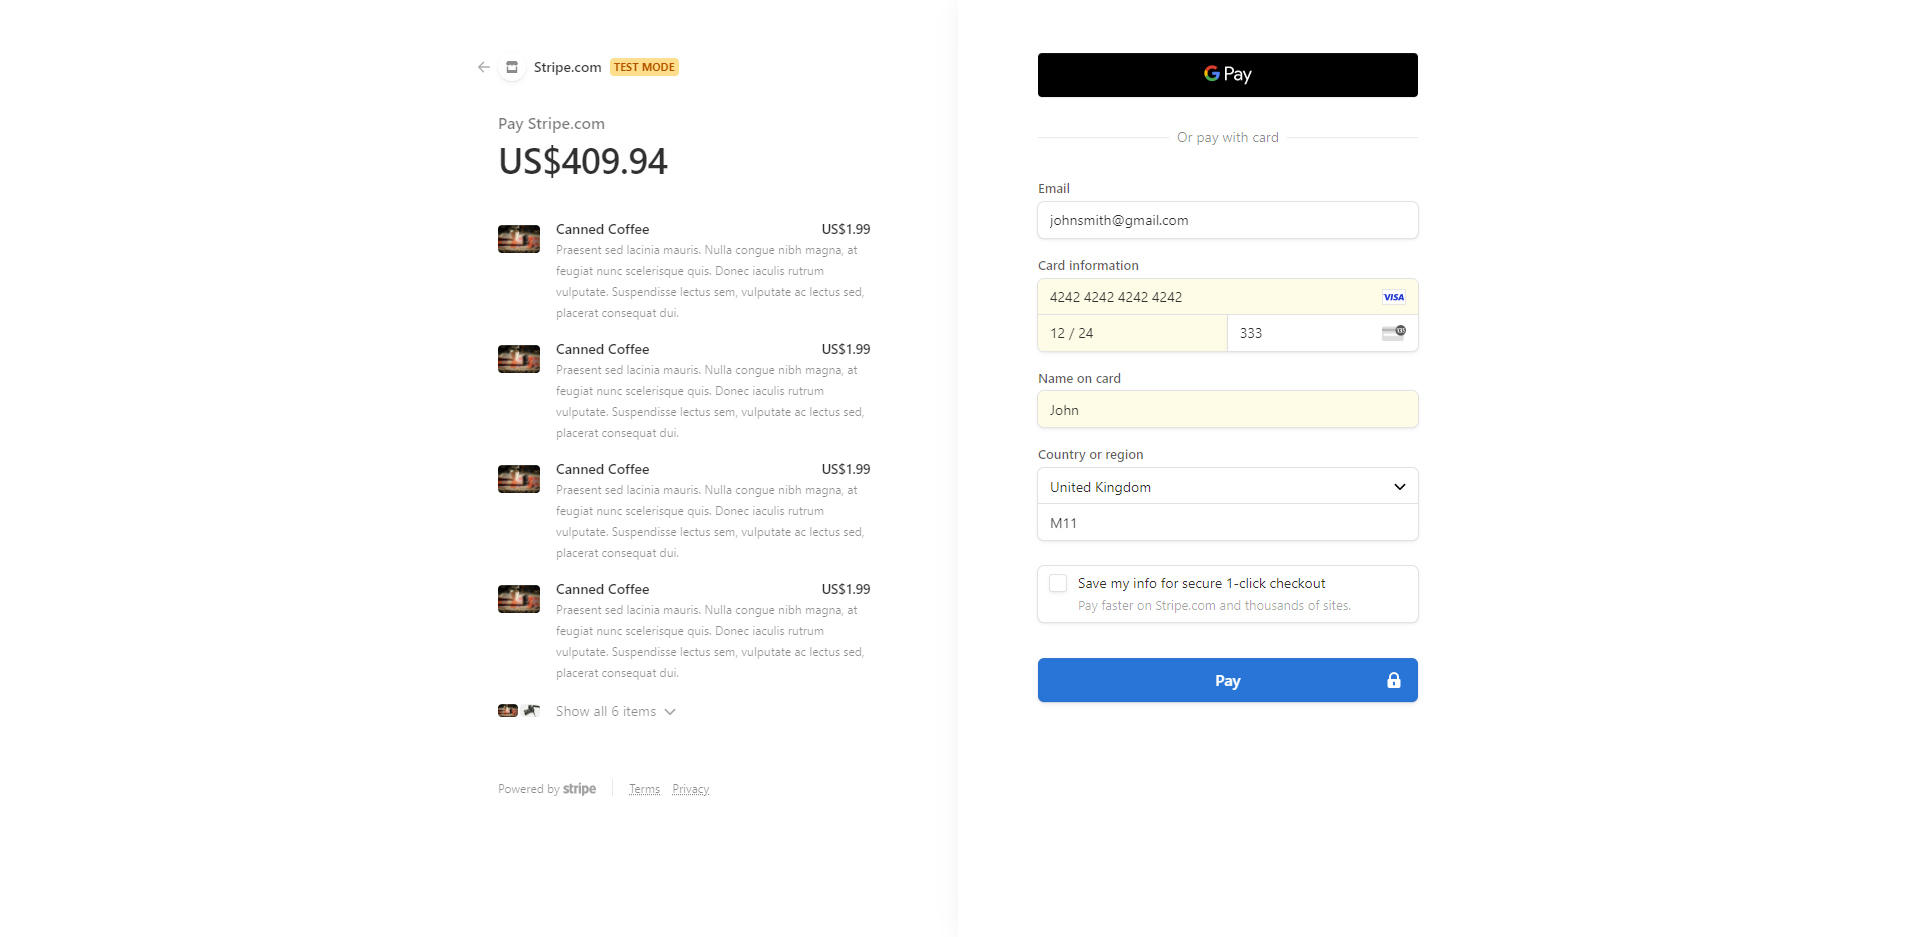 Stripe.com TEST MODE
Pay Stripe.com
US$409.94
Canned Coffee US$1.99
Praesent sed lacinia mauris. Nulla congue nibh magna, at
feugiat nunc scelerisque quis. Donec iaculis rutrum
vulputate. Suspendisse lectus sem, vulputate ac lectus sed,
placerat consequat dui.
Canned Coffee US$1.99
Praesent sed lacinia mauris. Nulla congue nibh magna, at
feugiat nunc scelerisque quis. Donec iaculis rutrum
vulputate. Suspendisse lectus sem, vulputate ac lectus sed,
placerat consequat dui.
Canned Coffee US$1.99
Praesent sed lacinia mauris. Nulla congue nibh magna, at
feugiat nunc scelerisque quis. Donec iaculis rutrum
vulputate. Suspendisse lectus sem, vulputate ac lectus sed,
placerat consequat dui.
Canned Coffee US$1.99
Praesent sed lacinia mauris. Nulla congue nibh magna, at
feugiat nunc scelerisque quis. Donec iaculis rutrum
vulputate. Suspendisse lectus sem, vulputate ac lectus sed,
placerat consequat dui.
Show all 6 items
Powered by stripe Terms Privacy
G Pay
Or pay with card
Email
johnsmith@gmail.com
Card information
4242 4242 4242 4242 VISA
12 / 24 333 135
Name on card
John
Country or region
United Kingdom
M11
Save my info for secure 1-click checkout
Pay faster on Stripe.com and thousands of sites.
Pay